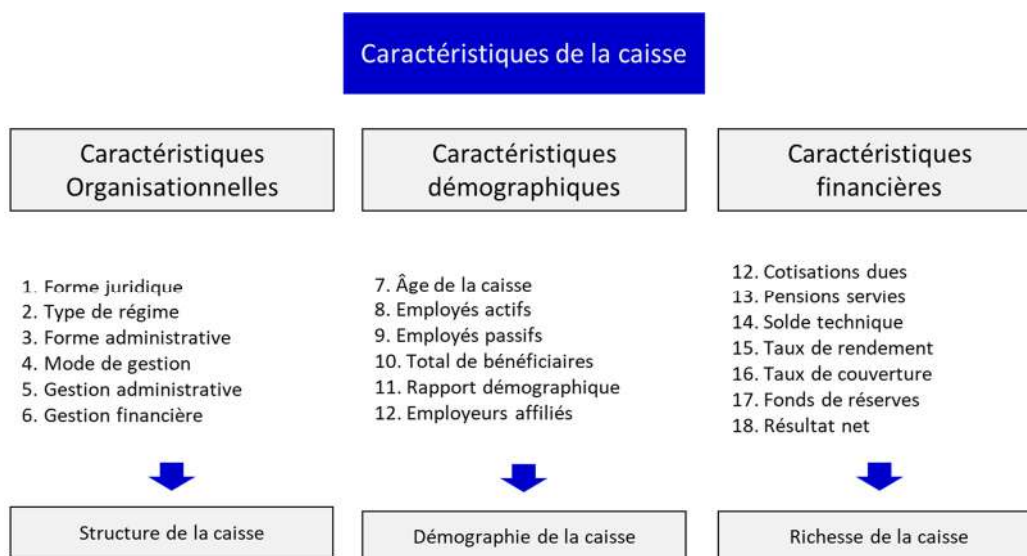 Caractéristiques de la caisse
Caractéristiques
Organisationnelles
1. Forme juridique
2. Type de régime
3. Forme administrative
4. Mode de gestion
5. Gestion administrative
6. Gestion financière
Structure de la caisse
Caractéristiques
démographiques
7. Âge de la caisse
8. Employés actifs
9. Employés passifs
10. Total de bénéficiaires
11. Rapport démographique
12. Employeurs affiliés
Démographie de la caisse
Caractéristiques
financières
12. Cotisations dues
13. Pensions servies
14. Solde technique
15. Taux de rendement
16. Taux de couverture
17. Fonds de réserves
18. Résultat net
Richesse de la caisse